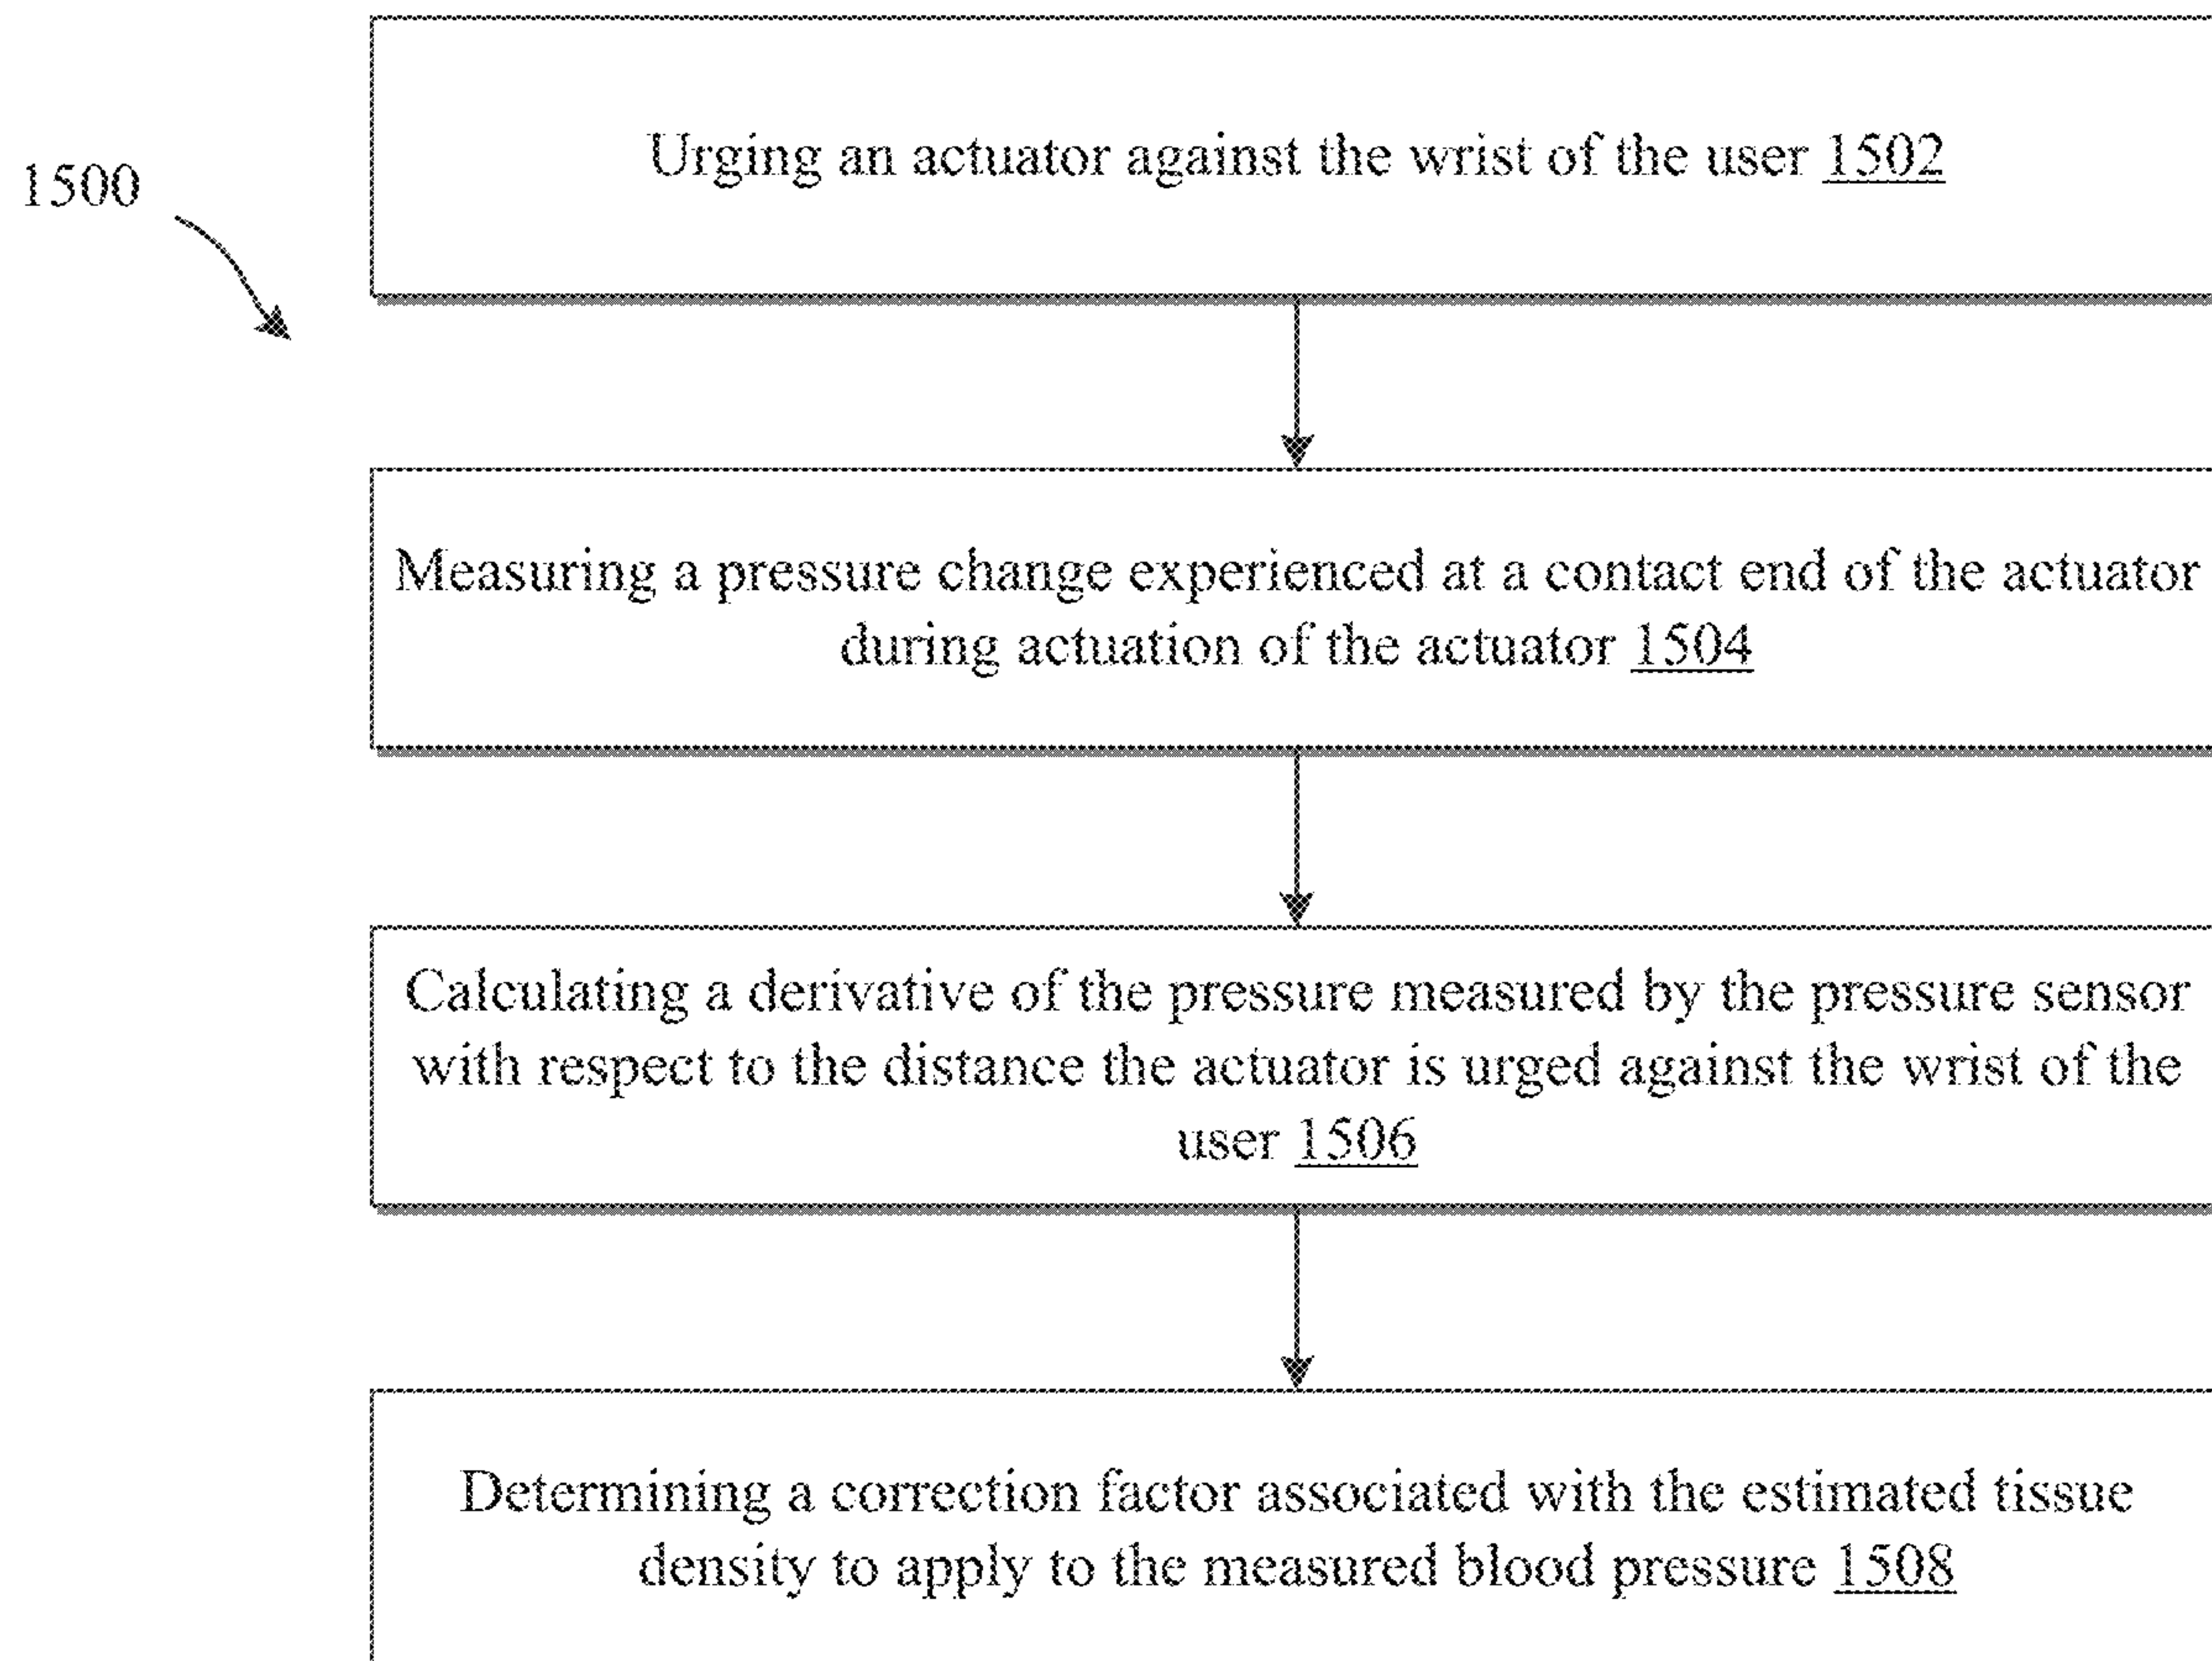 Urging an actuator against the wrist of the user 1502
1500
Measuring a pressure change experienced at a contact end of the actuator
during actuation of the actuator 1504
Calculating a derivative of the pressure measured by the pressure sensor
with respect to the distance the actuator is urged against the wrist of the
user 1506
Determining a correction factor associated with the estimated tissue
density to apply to the measured blood pressure 1508